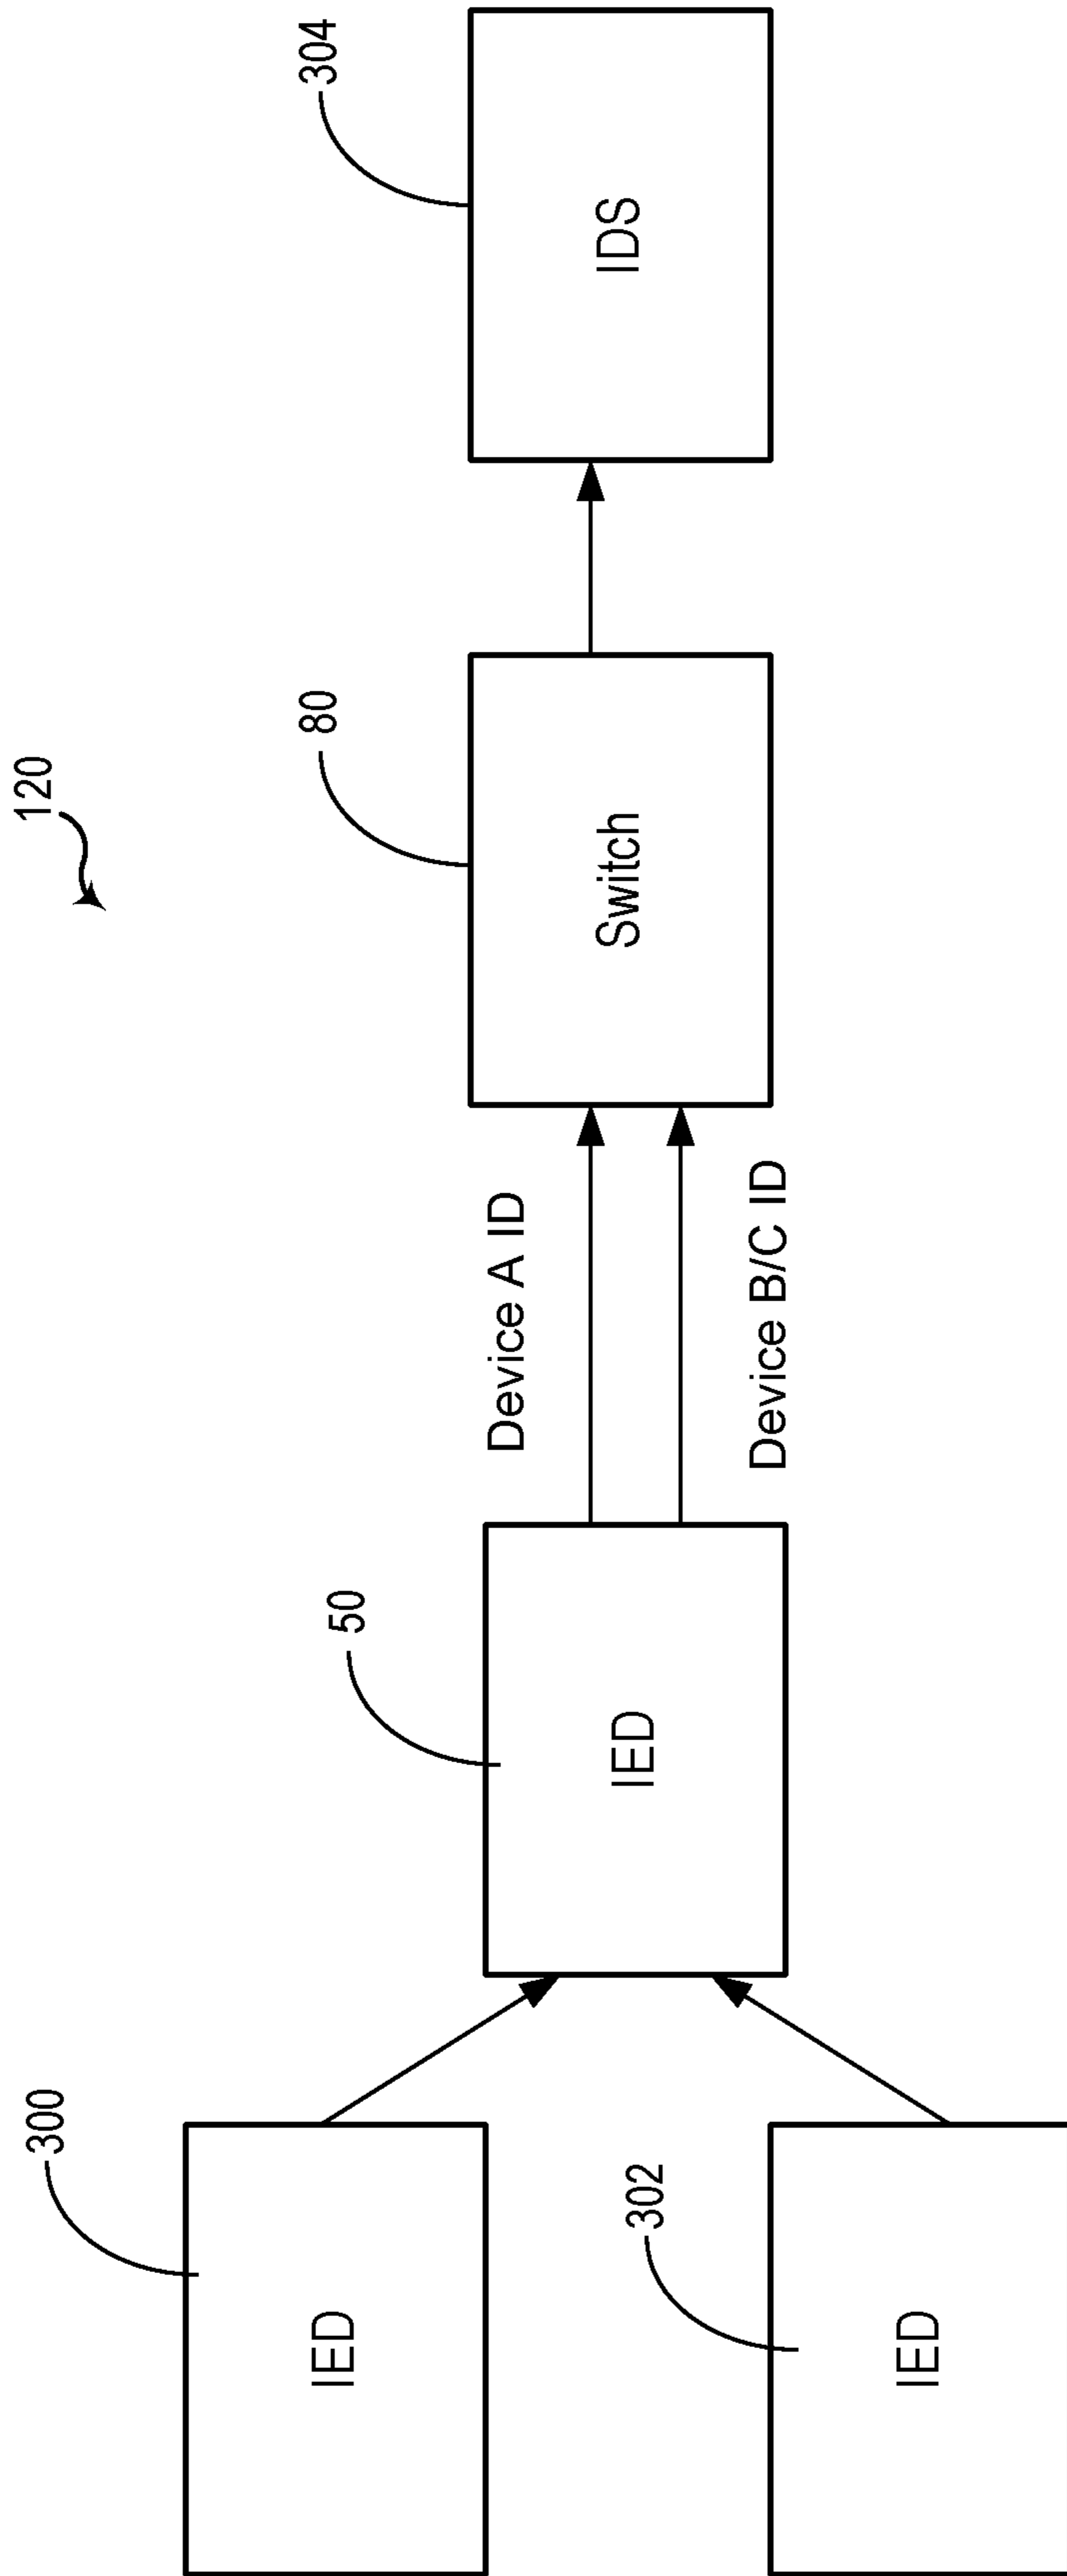 120
300
IED
302
IED
50
IED
Device A ID
Device B/C ID
80
Switch
304
IDS